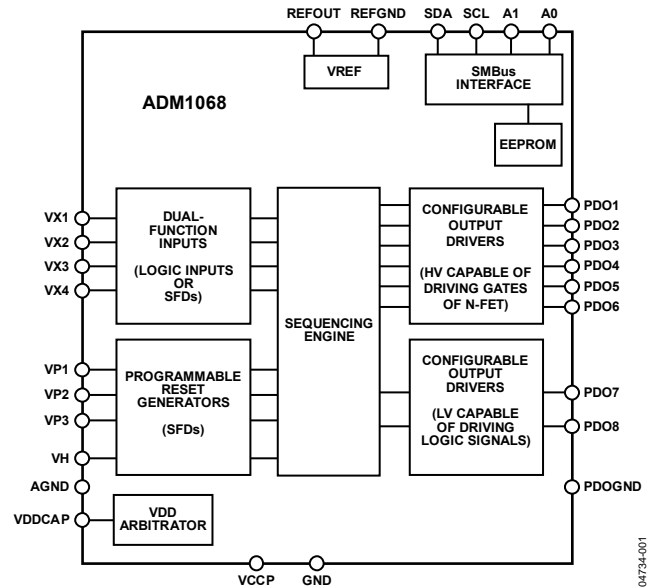 REFOUT REFGND SDA SCL A1 A0
VREF
SMBus
INTERFACE
ADM1068
EEPROM
VX1
VX2
VX3
VX4
DUAL-
FUNCTION
INPUTS
(LOGIC INPUTS
OR
SFDs)
SEQUENCING
ENGINE
CONFIGURABLE
OUTPUT
DRIVERS
(HV CAPABLE OF
DRIVING GATES
OF N-FET)
PDO1
PDO2
PDO3
PDO4
PDO5
PDO6
VP1
VP2
VP3
VH
PROGRAMMABLE
RESET
GENERATORS
(SFDs)
CONFIGURABLE
OUTPUT
DRIVERS
(LV CAPABLE
OF DRIVING
LOGIC SIGNALS)
PDO7
PDO8
AGND
PDOGND
VDDCAP
VDD
ARBITRATOR
VCCP GND
04734-001